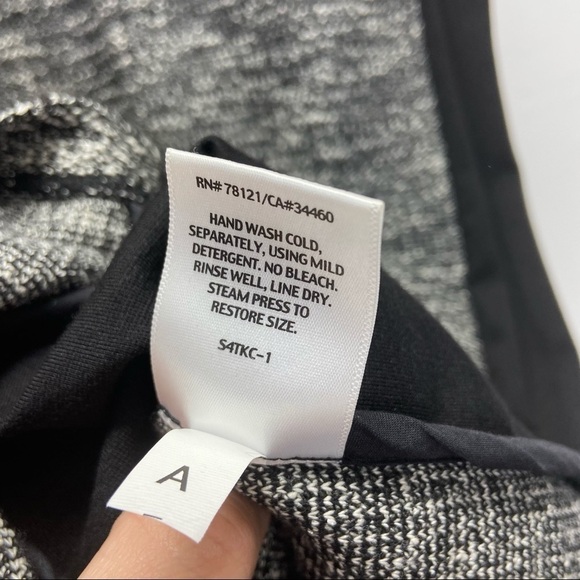 RN# 78121/CA#34460
HAND WASH COLD,
SEPARATELY, USING MILD
DETERGENT. NO BLEACH.
RINSE WELL, LINE DRY.
STEAM PRESS TO
RESTORE SIZE.
S4TKC-1
A